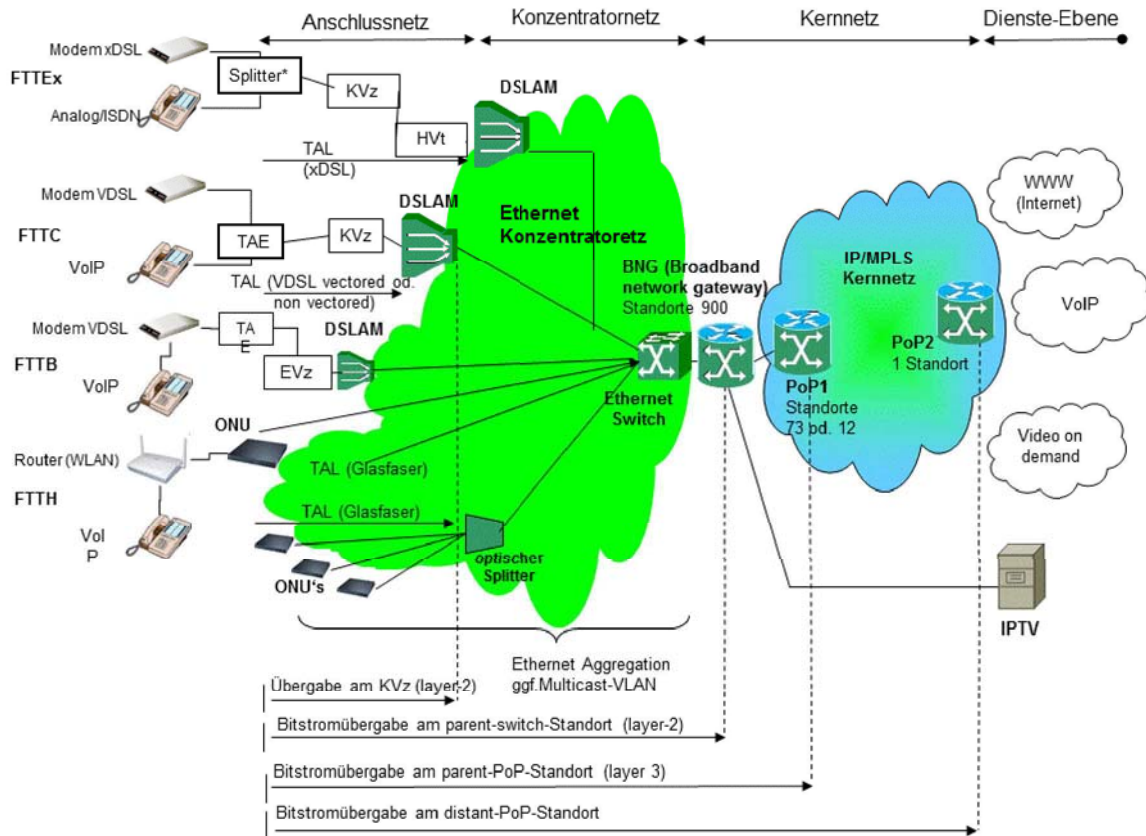 Anschlussnetz
Konzentratornetz
Kernnetz
Dienste-Ebene
Modem xDSL
FTTEx
Analog/ISDN
Splitter*
KVz
HVt
DSLAM
TAL
(xDSL)
Modem VDSL
FTTC
VoIP
TAE
KVz
DSLAM
TAL (VDSL vectored od.
non vectored)
Ethernet
Konzentratoretz
BNG (Broadband
network gateway)
Standorte 900
IP/MPLS
Kernnetz
WWW
(Internet)
VoIP
Modem VDSL
FTTB
VoIP
TA
E
EVz
DSLAM
Ethernet
Switch
PoP1
Standorte
73 bd. 12
PoP2
1 Standort
Video on
demand
ONU
Router (WLAN)
FTTH
VoI
P
TAL (Glasfaser)
TAL (Glasfaser)
ONU's
optischer
Splitter
IPTV
Ethernet Aggregation
ggf.Multicast-VLAN
Übergabe am KVz (layer-2)
Bitstromübergabe am parent-switch-Standort (layer-2)
Bitstromübergabe am parent-PoP-Standort (layer 3)
Bitstromübergabe am distant-PoP-Standort